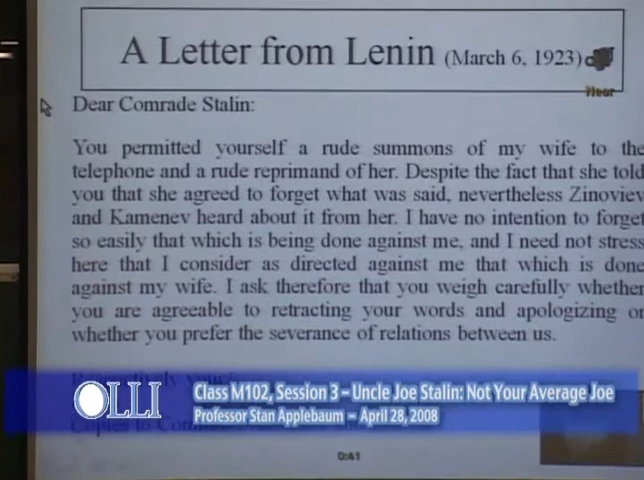 A Letter from Lenin (March 6, 1923)
Hear
Dear Comrade Stalin:
You permitted yourself a rude summons of my wife to the
telephone and a rude reprimand of her. Despite the fact that she told
you that she agreed to forget what was said, nevertheless Zinoviev
and Kamenev heard about it from her. I have no intention to forget
so easily that which is being done against me, and I need not stress
here that I consider as directed against me that which is done
against my wife. I ask therefore that you weigh carefully whether
you are agreeable to retracting your words and apologizing or
whether you prefer the severance of relations between us.
OLLI
Class M102, Session 3 – Uncle Joe Stalin: Not Your Average Joe
Professor Stan Applebaum – April 28, 2008
Copies to
0:41